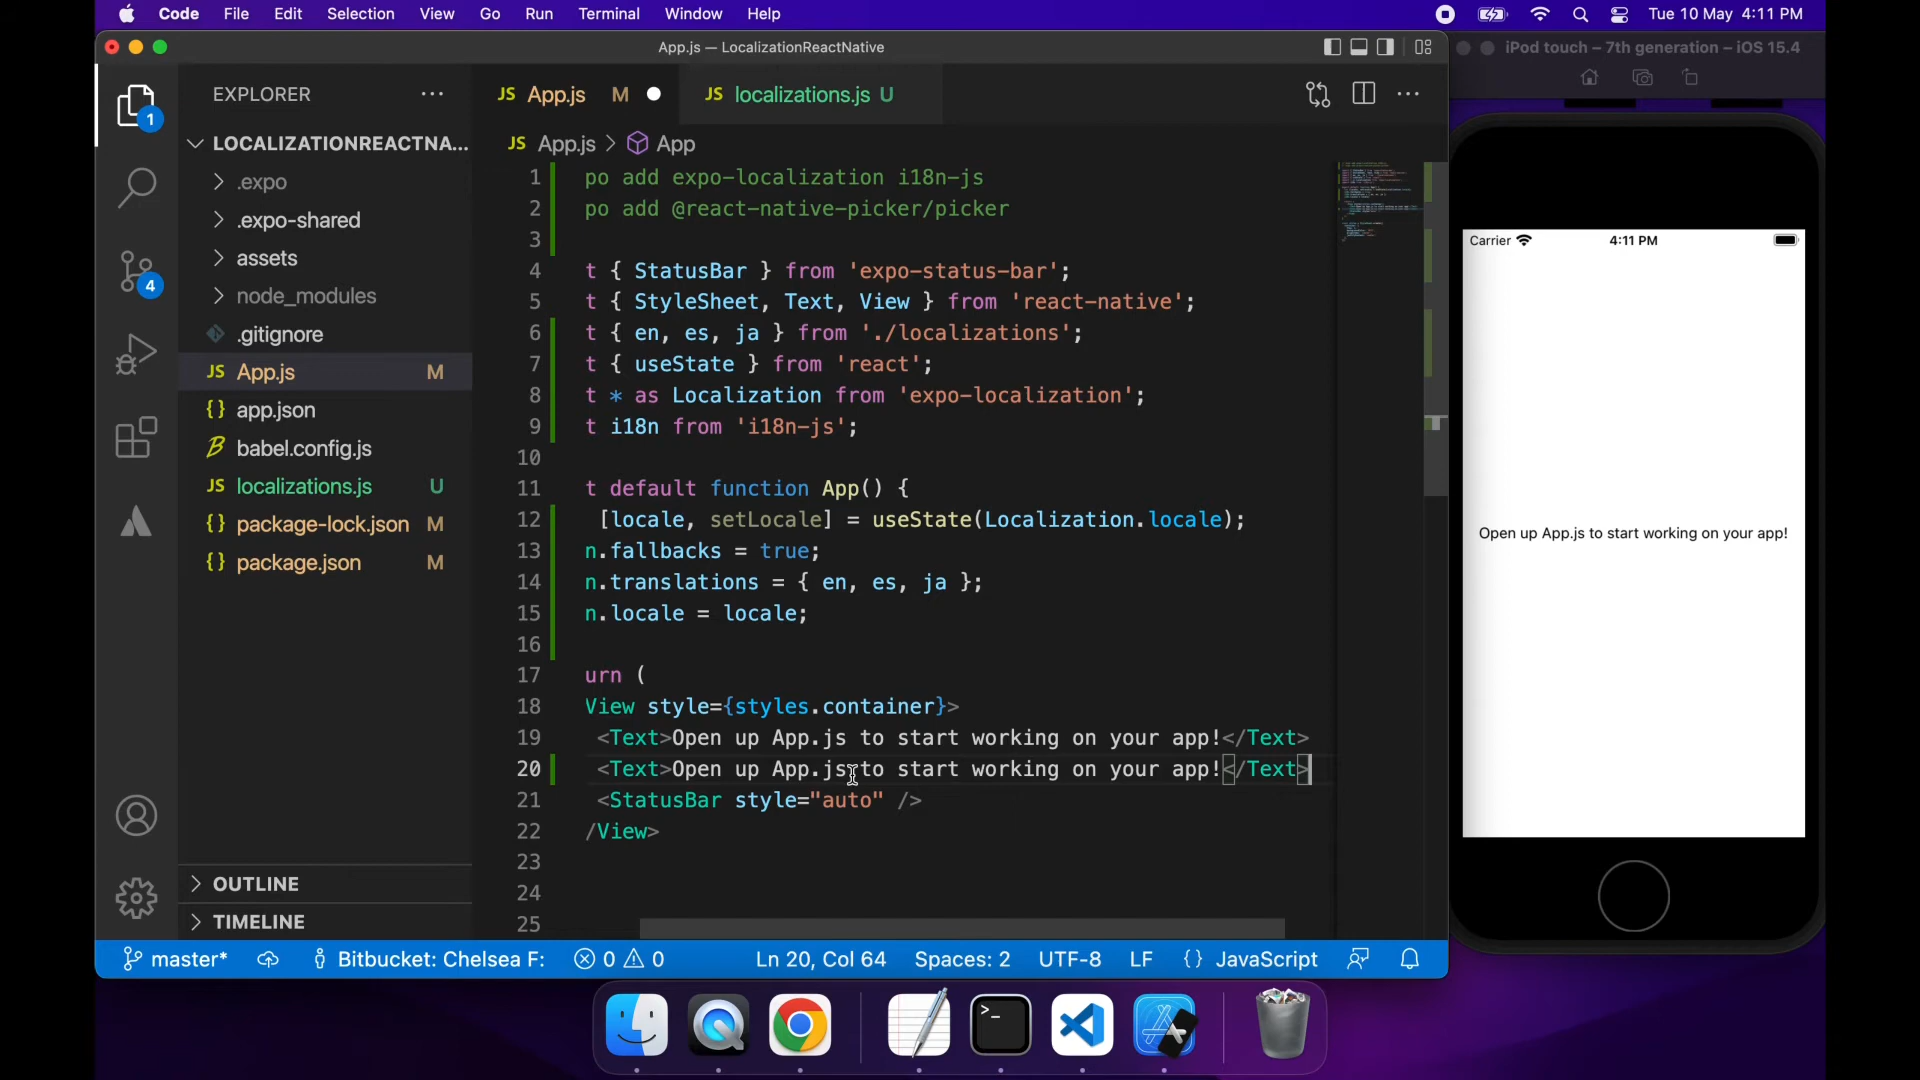 Code File Edit Selection View Go Run Terminal Window Help
Tue 10 May 4:11 PM
App.js — LocalizationReactNative
EXPLORER
LOCALIZATIONREACTNA...
.expo
.expo-shared
assets
node_modules
.gitignore
JS App.js M
{} app.json
babel.config.js
JS localizations.js U
{} package-lock.json M
{} package.json M
OUTLINE
TIMELINE
1
4
JS App.js M
JS localizations.js U
JS App.js > App
1 po add expo-localization i18n-js
2 po add @react-native-picker/picker
3
4 t { StatusBar } from 'expo-status-bar';
5 t { StyleSheet, Text, View } from 'react-native';
6 t { en, es, ja } from './localizations';
7 t { useState } from 'react';
8 t * as Localization from 'expo-localization';
9 t i18n from 'i18n-js';
10
11 t default function App() {
12 [locale, setLocale] = useState(Localization.locale);
13 n.fallbacks = true;
14 n.translations = { en, es, ja };
15 n.locale = locale;
16
17 urn (
18 View style={styles.container}>
19 <Text>Open up App.js to start working on your app!</Text>
20 <Text>Open up App.js to start working on your app!</Text>
21 <StatusBar style="auto" />
22 /View>
23
24
25
master* Bitbucket: Chelsea F: 0 0 Ln 20, Col 64 Spaces: 2 UTF-8 LF {} JavaScript
iPod touch – 7th generation – iOS 15.4
Carrier 4:11 PM
Open up App.js to start working on your app!